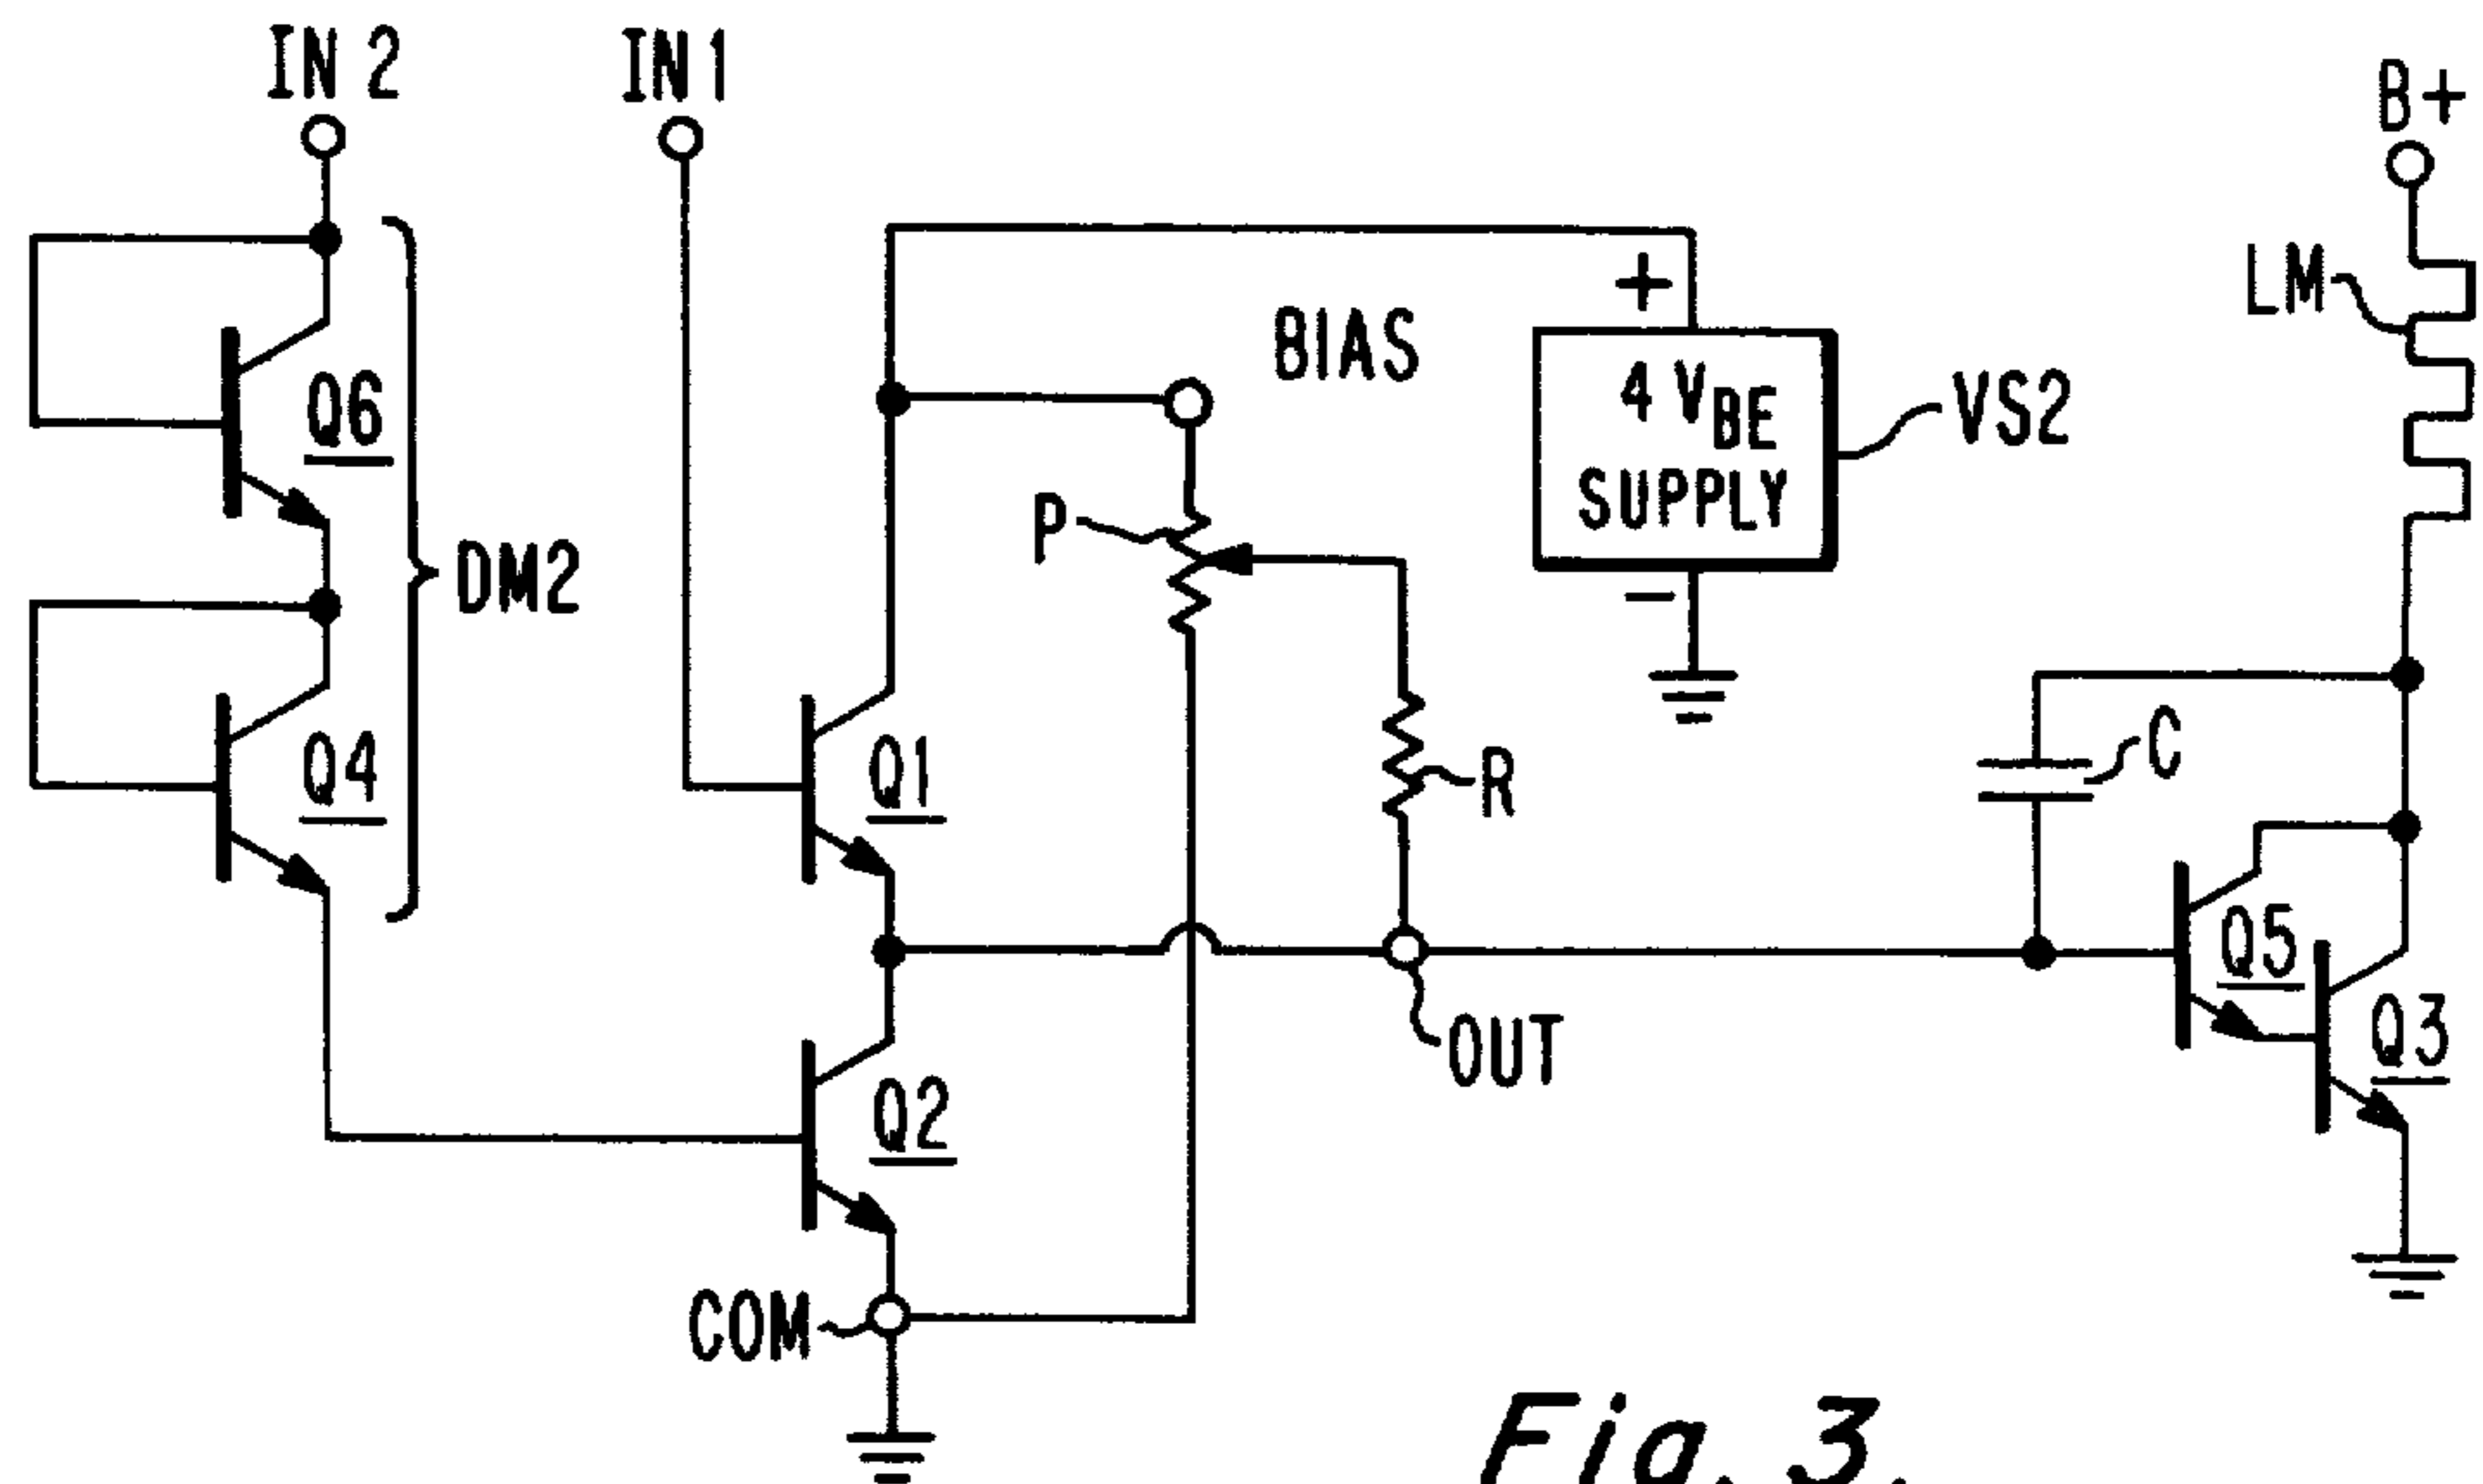 IN 2
IN 1
B+
LM
+
BIAS
4 VBE
SUPPLY
VS2
Q6
P
DM2
−
Q4
Q1
R
C
Q5
Q3
OUT
Q2
COM
Fig. 3.